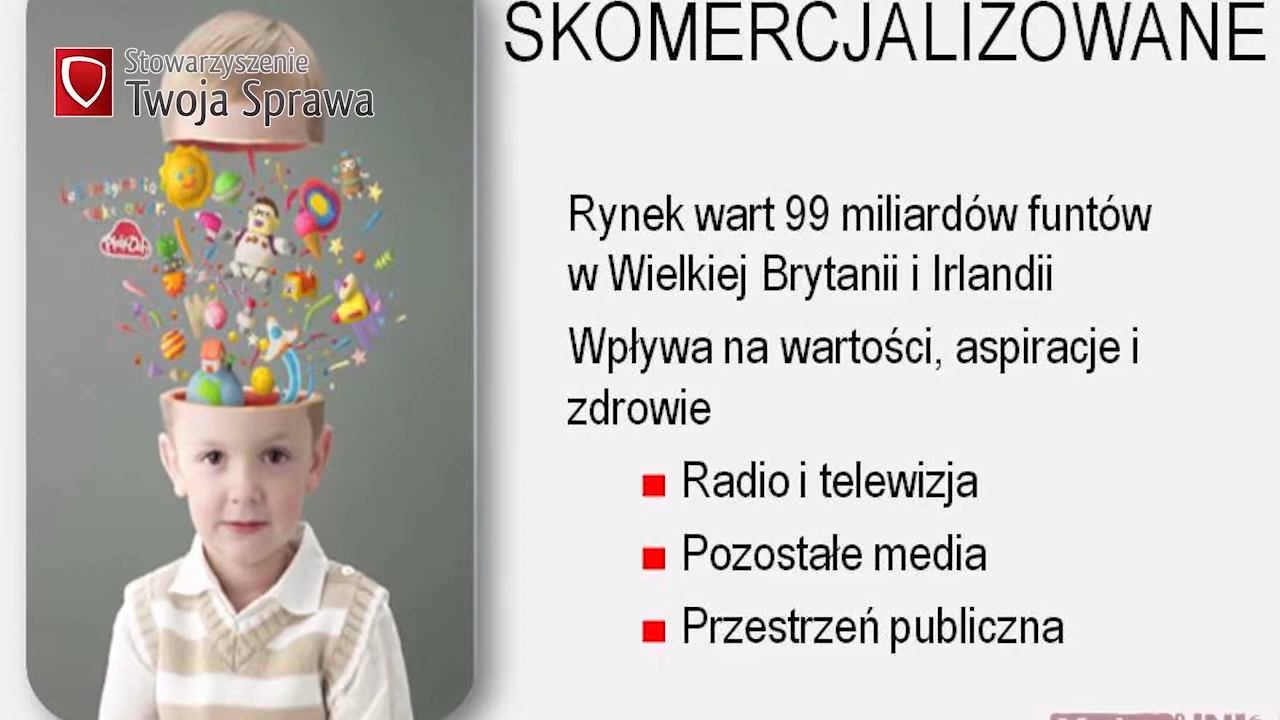 SKOMERCJALIZOWANE
Stowarzyszenie
Twoja Sprawa
Rynek wart 99 miliardów funtów
w Wielkiej Brytanii i Irlandii
Wpływa na wartości, aspiracje i
zdrowie
Radio i telewizja
Pozostałe media
Przestrzeń publiczna